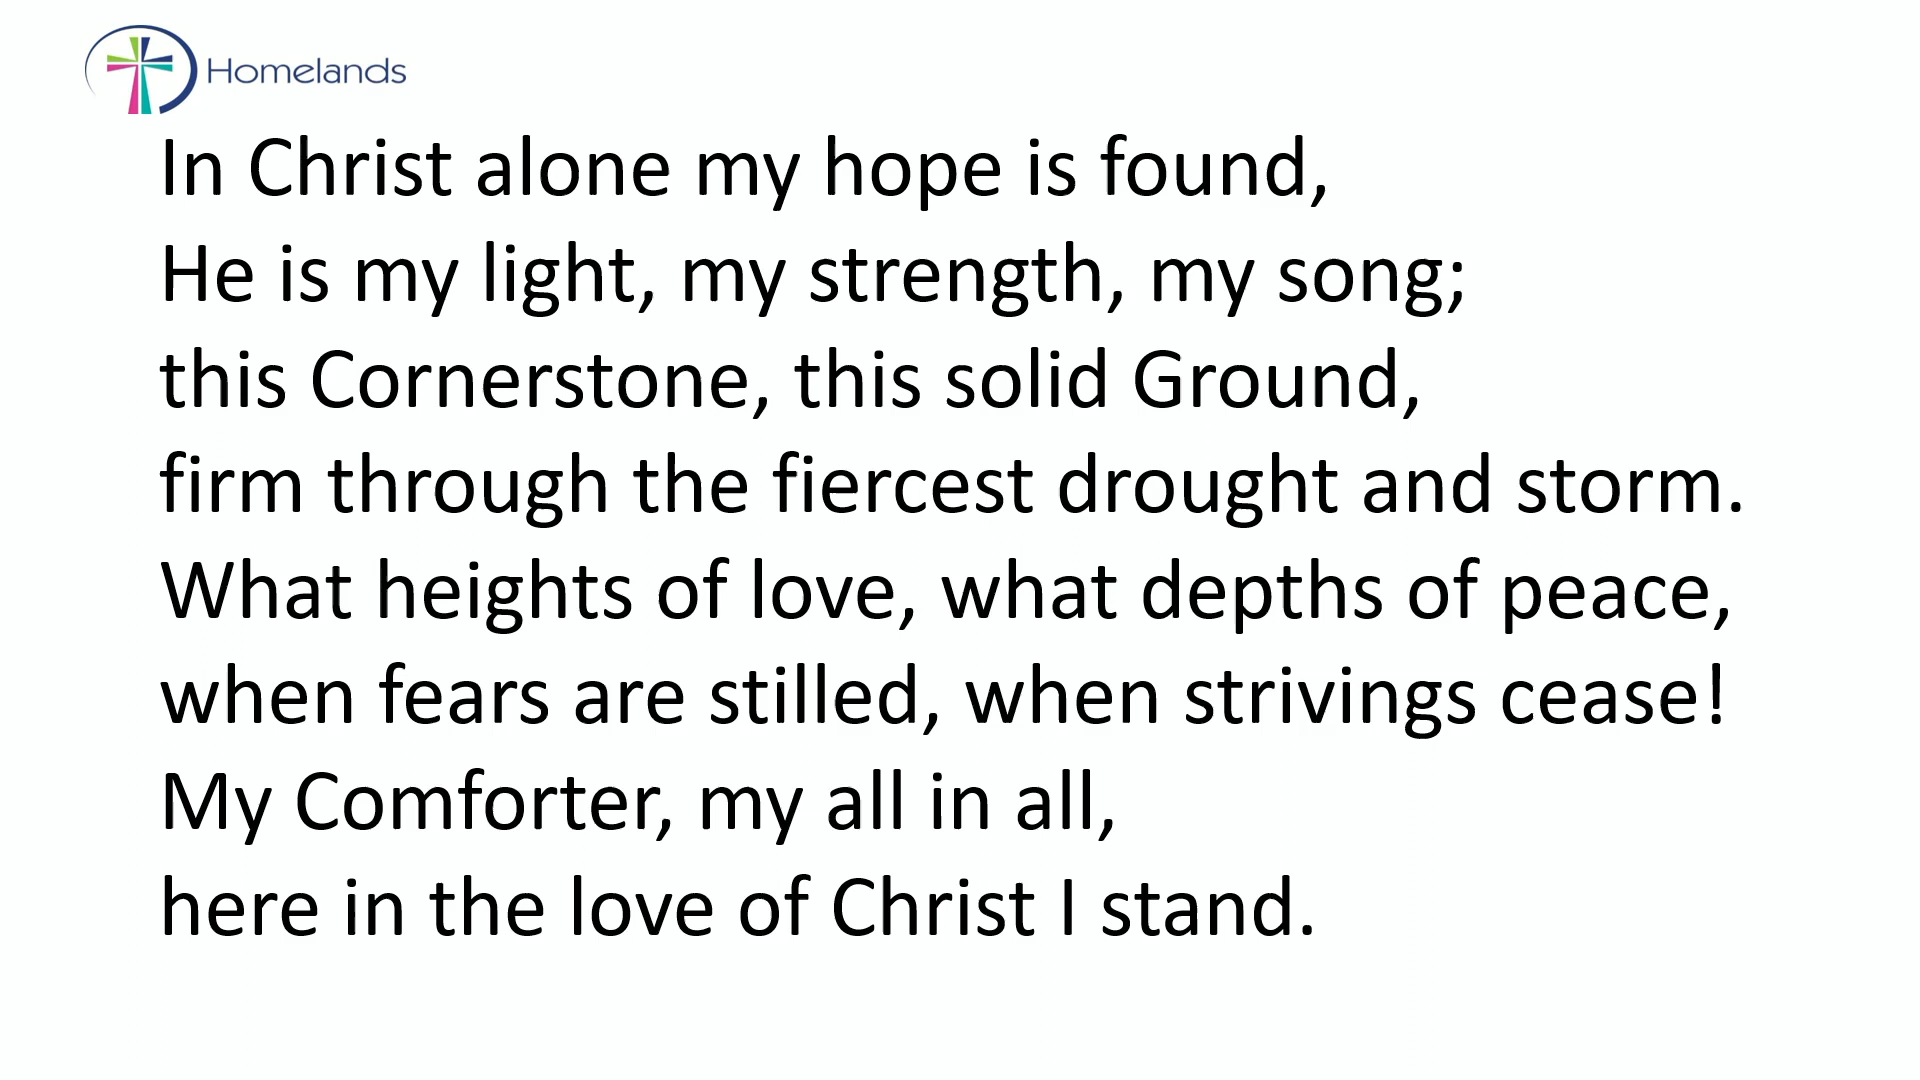 Homelands
In Christ alone my hope is found,
He is my light, my strength, my song;
this Cornerstone, this solid Ground,
firm through the fiercest drought and storm.
What heights of love, what depths of peace,
when fears are stilled, when strivings cease!
My Comforter, my all in all,
here in the love of Christ I stand.